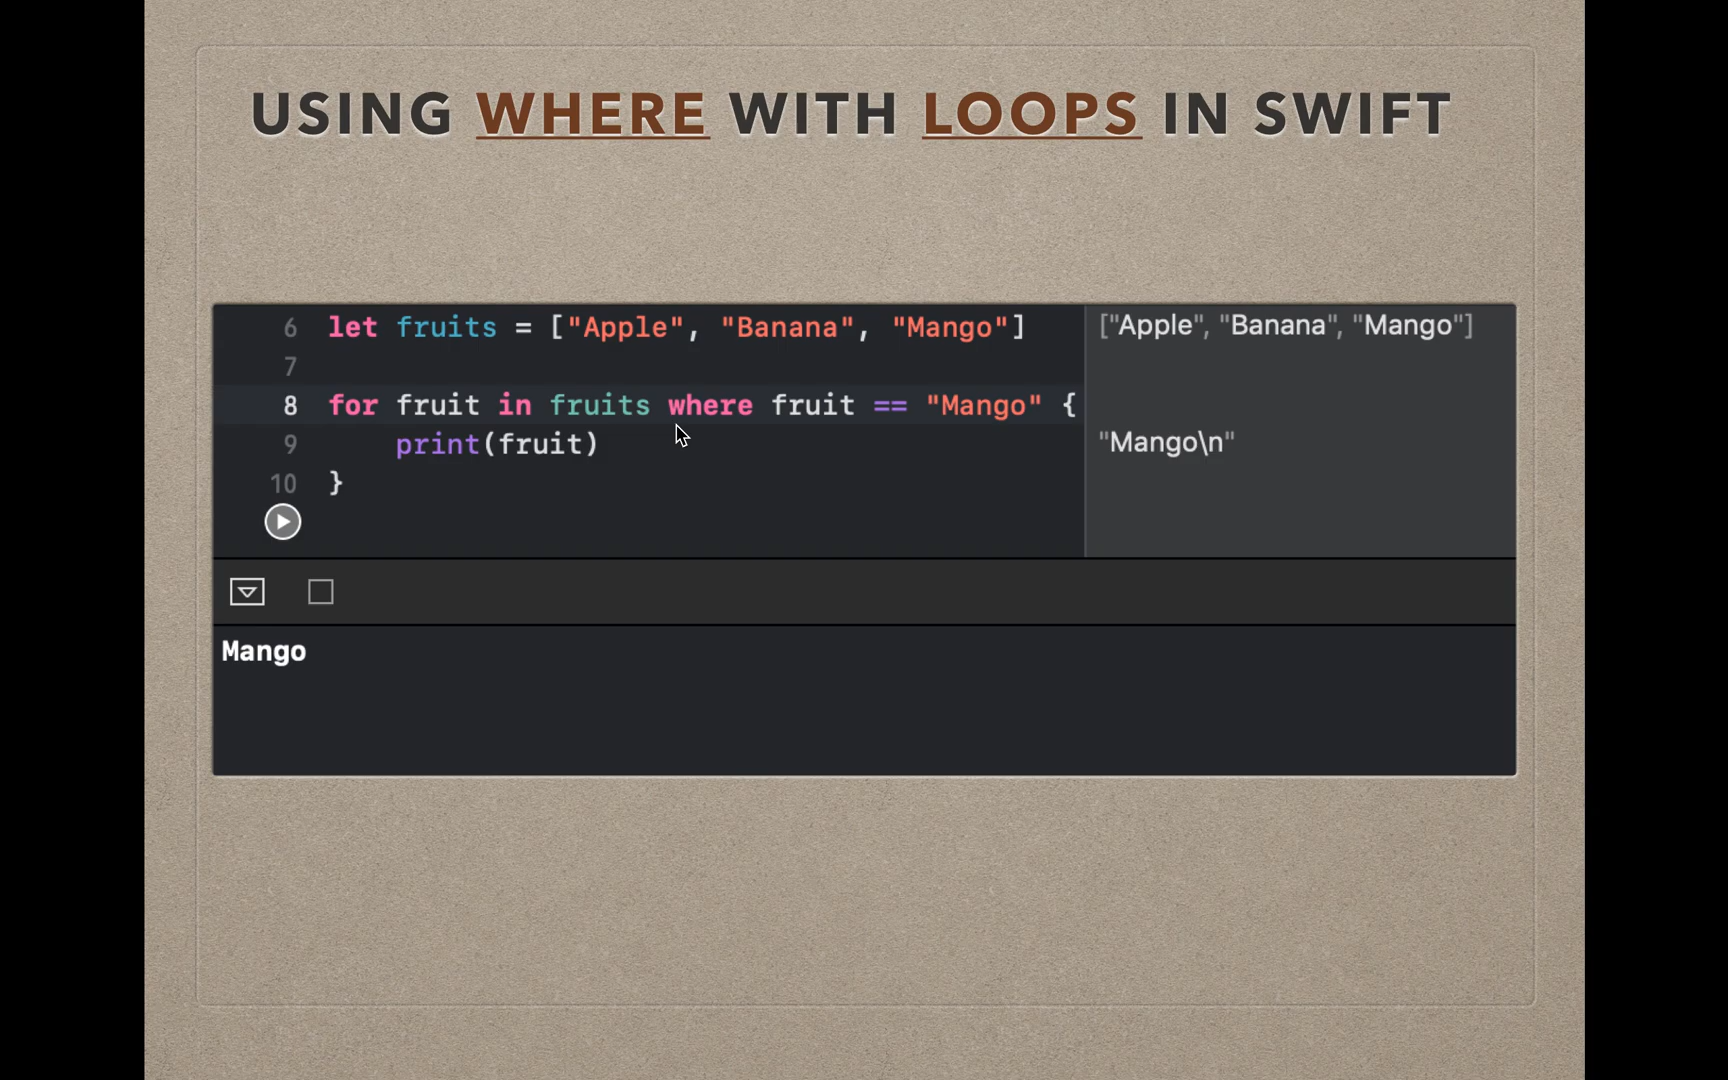 USING WHERE WITH LOOPS IN SWIFT
6 let fruits = ["Apple", "Banana", "Mango"] ["Apple", "Banana", "Mango"]
7
8 for fruit in fruits where fruit == "Mango" {
9 print(fruit) "Mango\n"
10 }
Mango